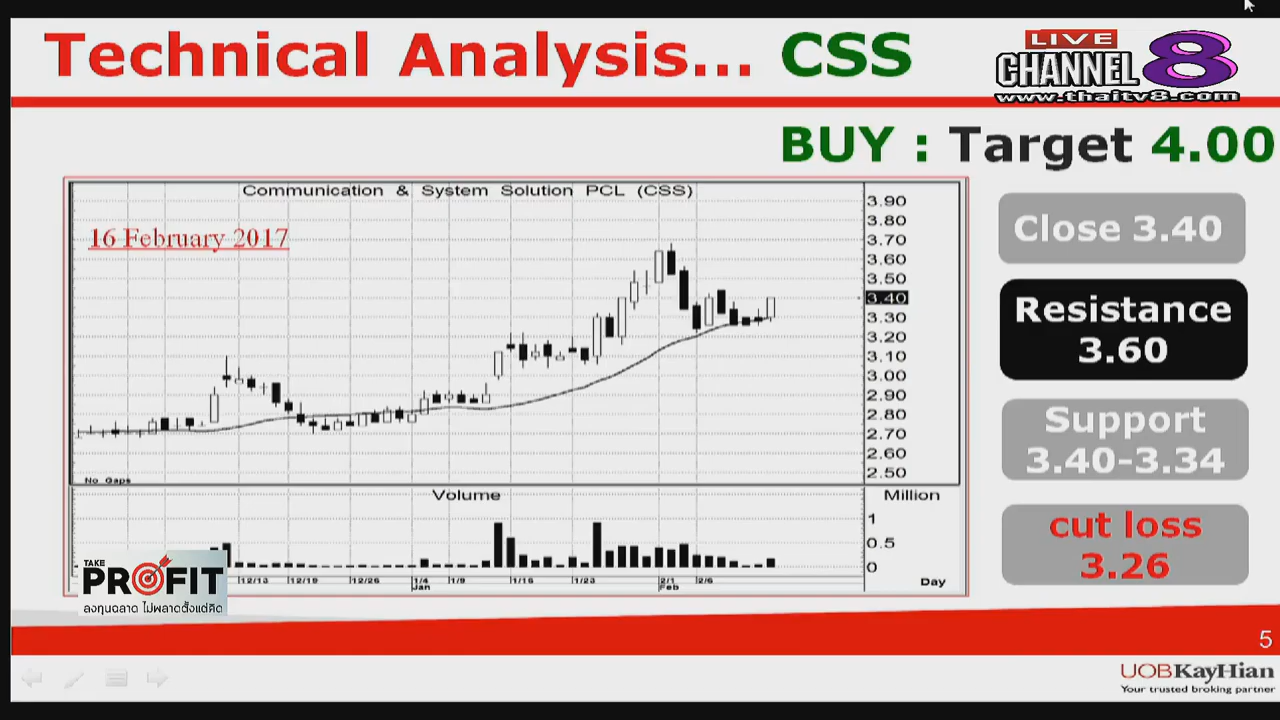 Technical Analysis... CSS
LIVE
CHANNEL 8
www.thaitv8.com
BUY : Target 4.00
Communication & System Solution PCL (CSS)
16 February 2017
3.90
3.80
3.70
3.60
3.50
3.40
3.30
3.20
3.10
3.00
2.90
2.80
2.70
2.60
2.50
No Gaps
Close 3.40
Resistance
3.60
Support
3.40-3.34
cut loss
3.26
Volume
Million
1
0.5
0
12/13 12/19 12/26 1/4 1/9 1/16 1/23 2/1 2/6
Jan Feb
Day
TAKE
PROFIT
ลงทุนฉลาด ไม่พลาดตั้งแต่คิด
5
UOBKayHian
Your trusted broking partner